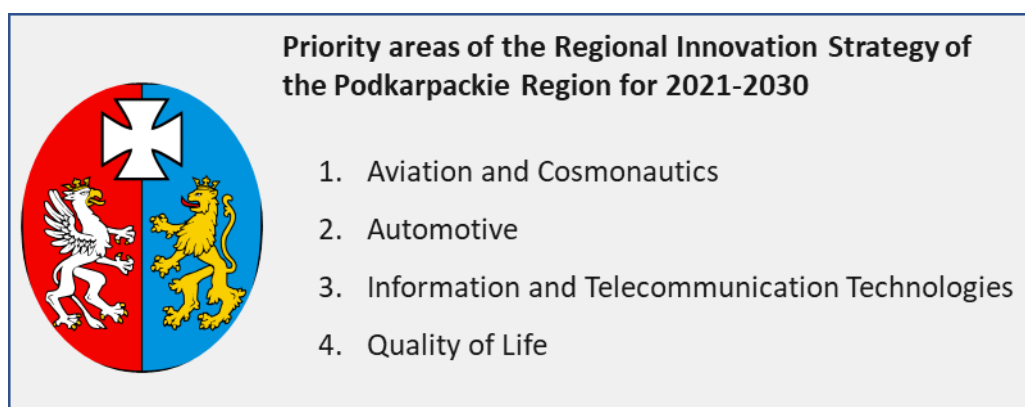 Priority areas of the Regional Innovation Strategy of
the Podkarpackie Region for 2021-2030
1. Aviation and Cosmonautics
2. Automotive
3. Information and Telecommunication Technologies
4. Quality of Life